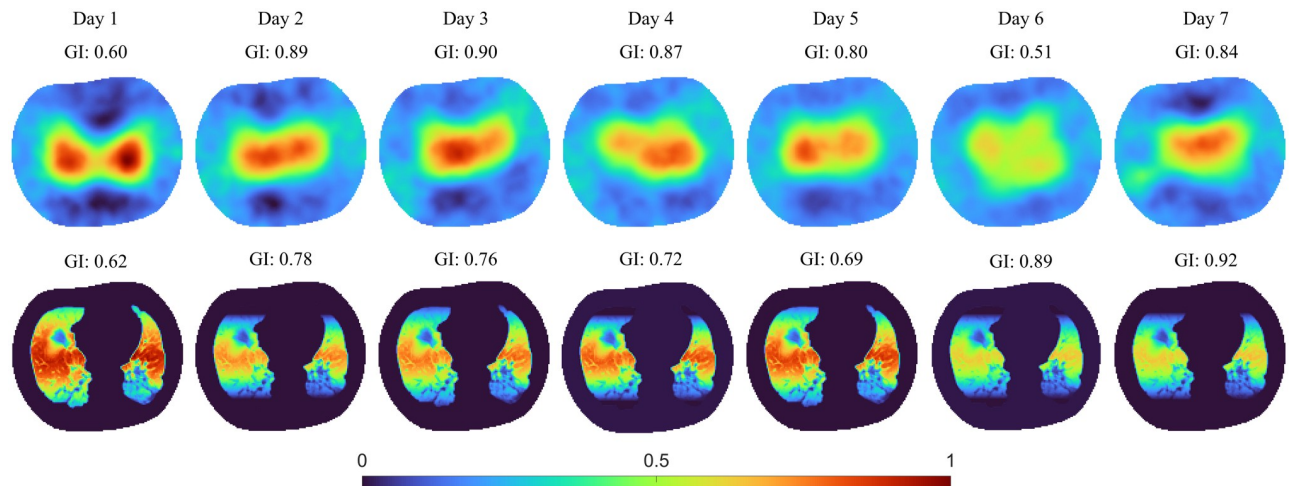 Day 1 Day 2 Day 3 Day 4 Day 5 Day 6 Day 7
GI: 0.60 GI: 0.89 GI: 0.90 GI: 0.87 GI: 0.80 GI: 0.51 GI: 0.84
GI: 0.62 GI: 0.78 GI: 0.76 GI: 0.72 GI: 0.69 GI: 0.89 GI: 0.92
0 0.5 1